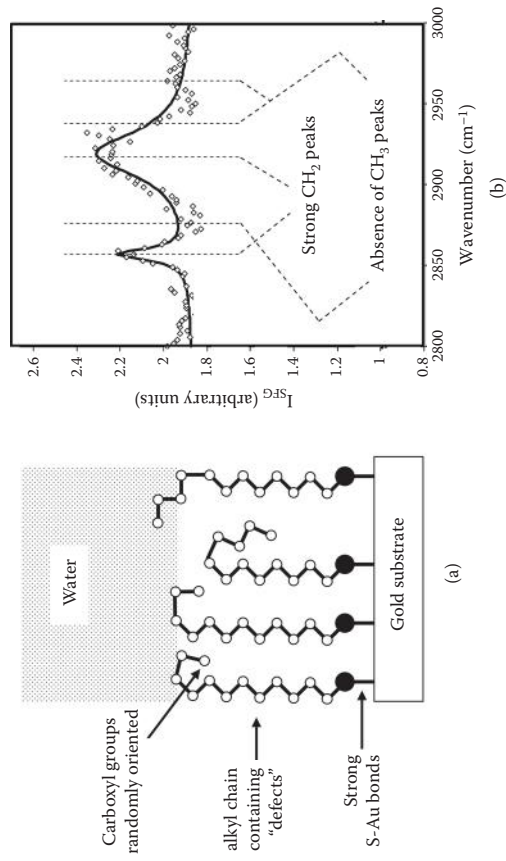 Water
Carboxyl groups
randomly oriented
alkyl chain
containing
“defects”
Strong
S-Au bonds
Gold substrate
(a)
I_SFG (arbitrary units)
2.6
2.4
2.2
2
1.8
1.6
1.4
1.2
1
0.8
Strong CH₂ peaks
Absence of CH₃ peaks
2800
2850
2900
2950
3000
Wavenumber (cm⁻¹)
(b)